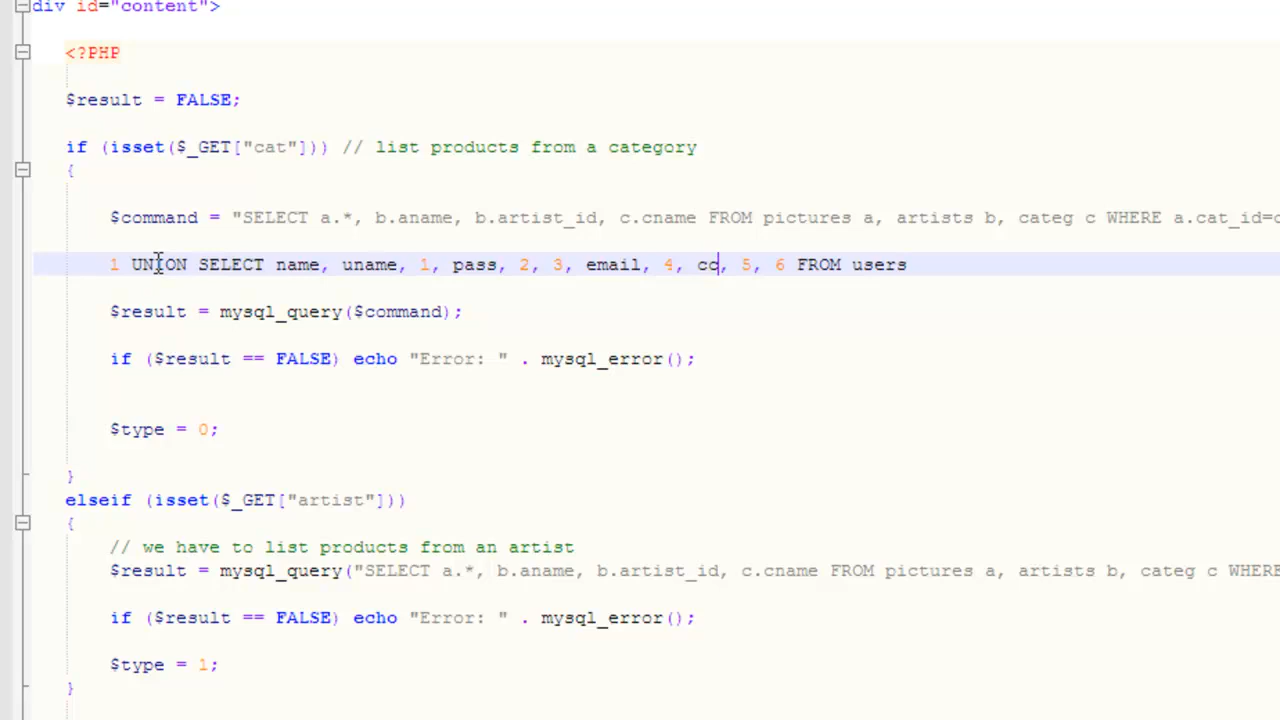 div id="content">
<?PHP
$result = FALSE;
if (isset($_GET["cat"])) // list products from a category
{
$command = "SELECT a.*, b.aname, b.artist_id, c.cname FROM pictures a, artists b, categ c WHERE a.cat_id=c
1 UNION SELECT name, uname, 1, pass, 2, 3, email, 4, cc, 5, 6 FROM users
$result = mysql_query($command);
if ($result == FALSE) echo "Error: " . mysql_error();
$type = 0;
}
elseif (isset($_GET["artist"]))
{
// we have to list products from an artist
$result = mysql_query("SELECT a.*, b.aname, b.artist_id, c.cname FROM pictures a, artists b, categ c WHERE
if ($result == FALSE) echo "Error: " . mysql_error();
$type = 1;
}